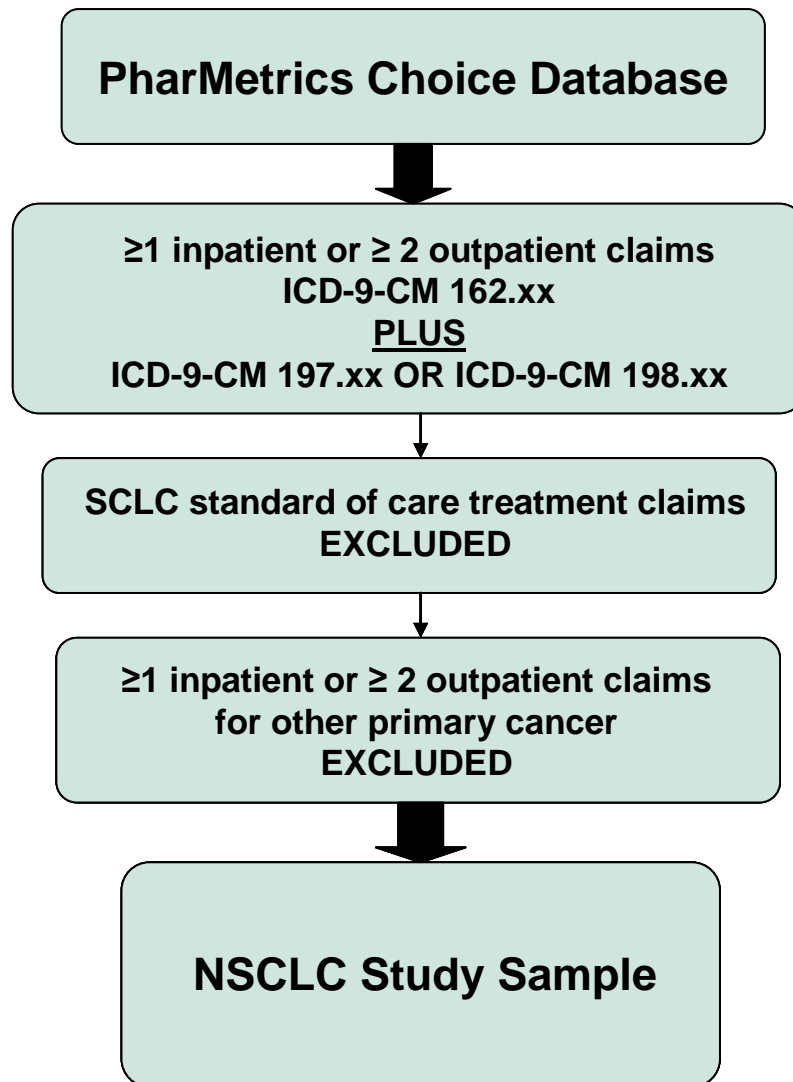 PharMetrics Choice Database
≥1 inpatient or ≥ 2 outpatient claims
ICD-9-CM 162.xx
PLUS
ICD-9-CM 197.xx OR ICD-9-CM 198.xx
SCLC standard of care treatment claims
EXCLUDED
≥1 inpatient or ≥ 2 outpatient claims
for other primary cancer
EXCLUDED
NSCLC Study Sample